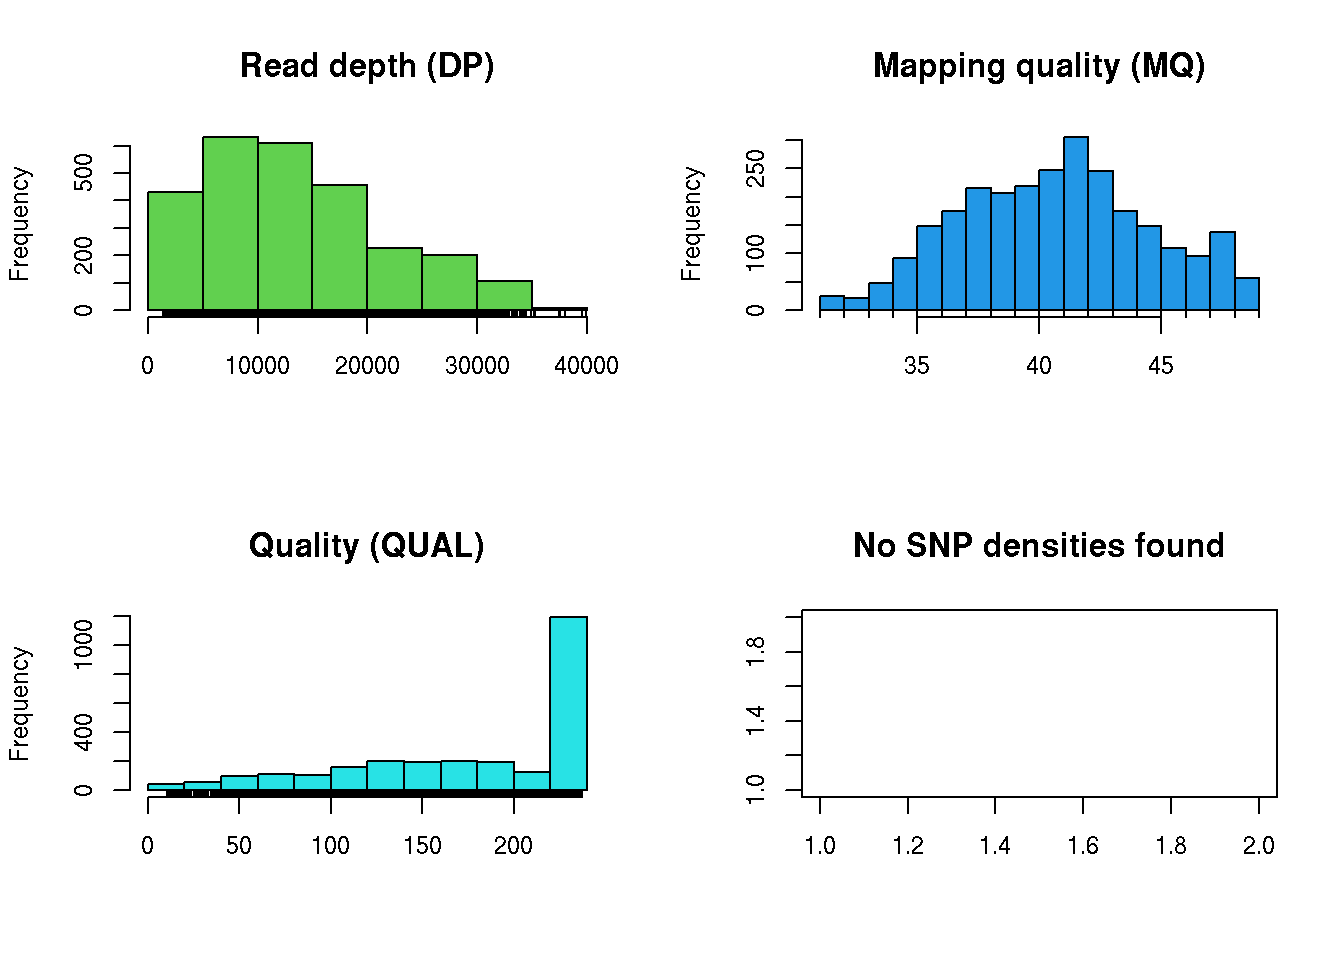 Read depth (DP)
Frequency
0 200 500
0 10000 20000 30000 40000
Mapping quality (MQ)
Frequency
0 100 250
35 40 45
Quality (QUAL)
Frequency
0 400 1000
0 50 100 150 200
No SNP densities found
1.0 1.4 1.8
1.0 1.2 1.4 1.6 1.8 2.0